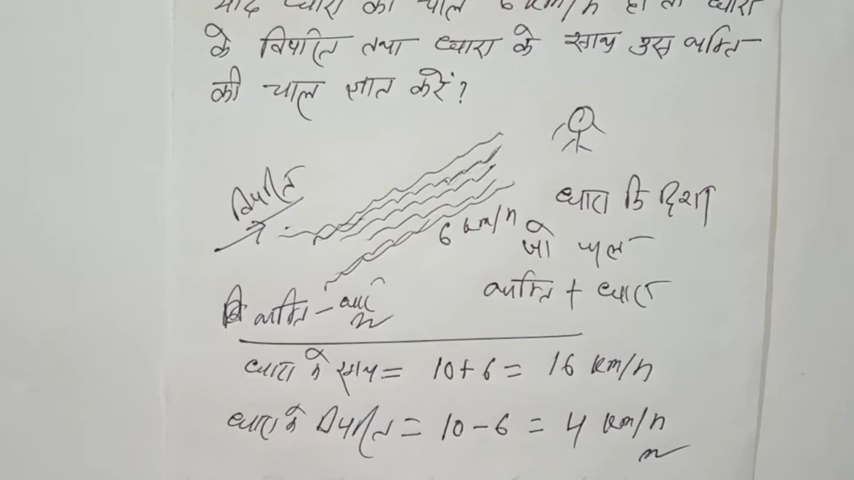 यदि धारा की चाल 6 km/h हो तो धारा
के विपरित तथा धारा के साथ उस व्यक्ति
की चाल ज्ञात करें?
विपरित
6 km/h
धारा कि दिशा
जो चाल
व्यक्ति + धारा
व्यक्ति -
धारा के साथ = 10 + 6 = 16 km/h
धारा के विपरित = 10 - 6 = 4 km/h